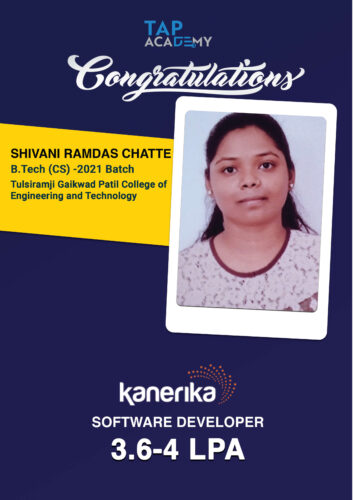 TAP
ACADEMY
Congratulations
SHIVANI RAMDAS CHATTE
B.Tech (CS) -2021 Batch
Tulsiramji Gaikwad Patil College of
Engineering and Technology
kanerika
SOFTWARE DEVELOPER
3.6-4 LPA